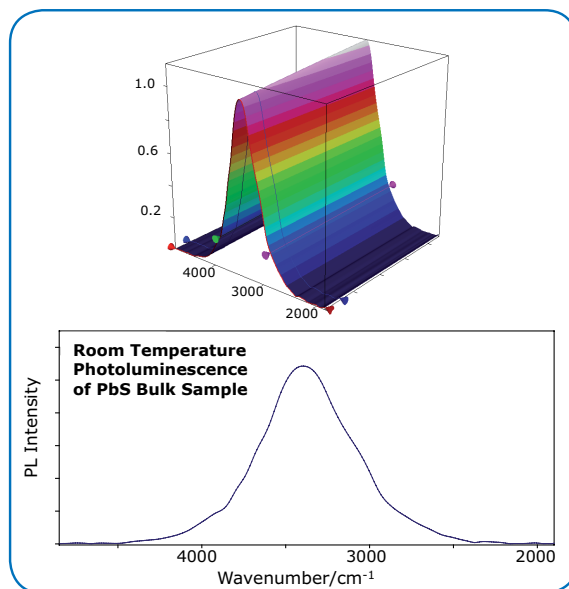 1.0
0.6
0.2
4000
3000
2000
Room Temperature
Photoluminescence
of PbS Bulk Sample
PL Intensity
4000
3000
2000
Wavenumber/cm⁻¹